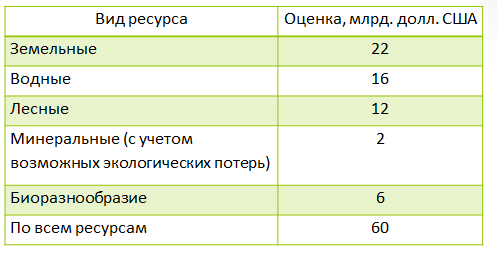 Вид ресурса Оценка, млрд. долл. США
Земельные 22
Водные 16
Лесные 12
Минеральные (с учетом 2
возможных экологических потерь)
Биоразнообразие 6
По всем ресурсам 60